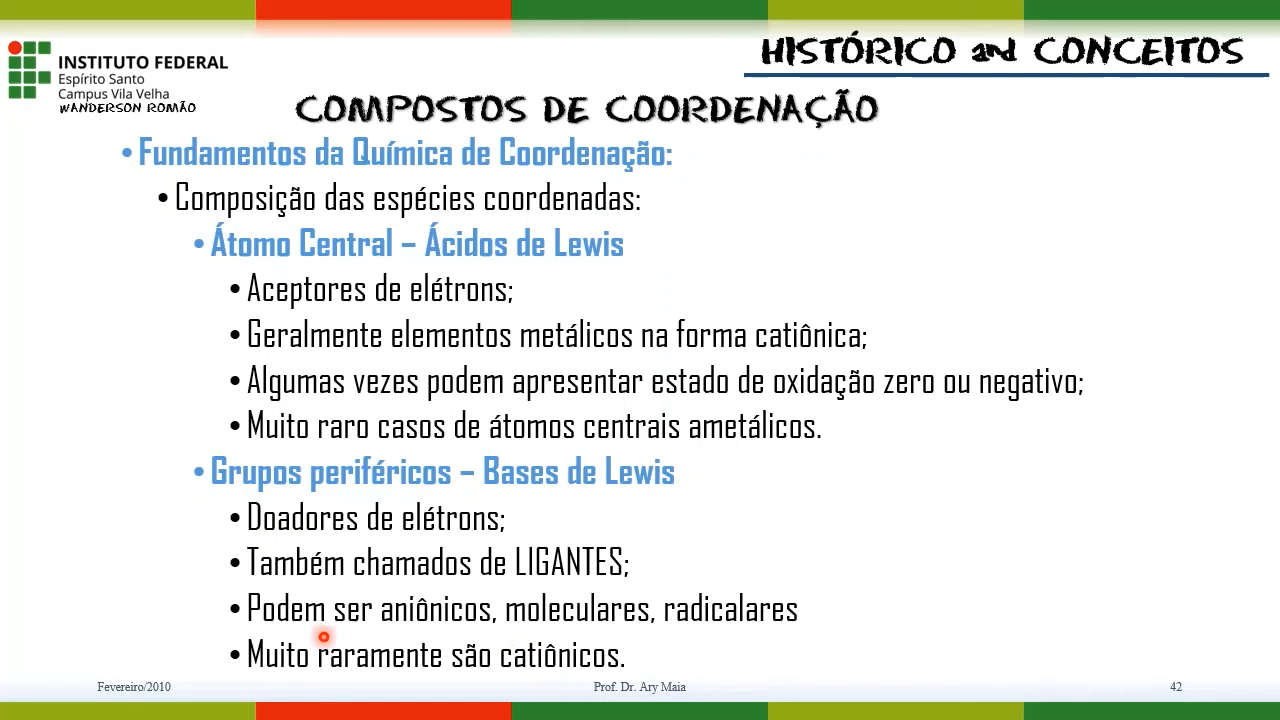 HISTÓRICO and CONCEITOS
INSTITUTO FEDERAL
Espírito Santo
Campus Vila Velha
WANDERSON ROMÃO
COMPOSTOS DE COORDENAÇÃO
• Fundamentos da Química de Coordenação:
• Composição das espécies coordenadas:
• Átomo Central – Ácidos de Lewis
• Aceptores de elétrons;
• Geralmente elementos metálicos na forma catiônica;
• Algumas vezes podem apresentar estado de oxidação zero ou negativo;
• Muito raro casos de átomos centrais ametálicos.
• Grupos periféricos – Bases de Lewis
• Doadores de elétrons;
• Também chamados de LIGANTES;
• Podem ser aniônicos, moleculares, radicalares
• Muito raramente são catiônicos.
Fevereiro/2010
Prof. Dr. Ary Maia
42